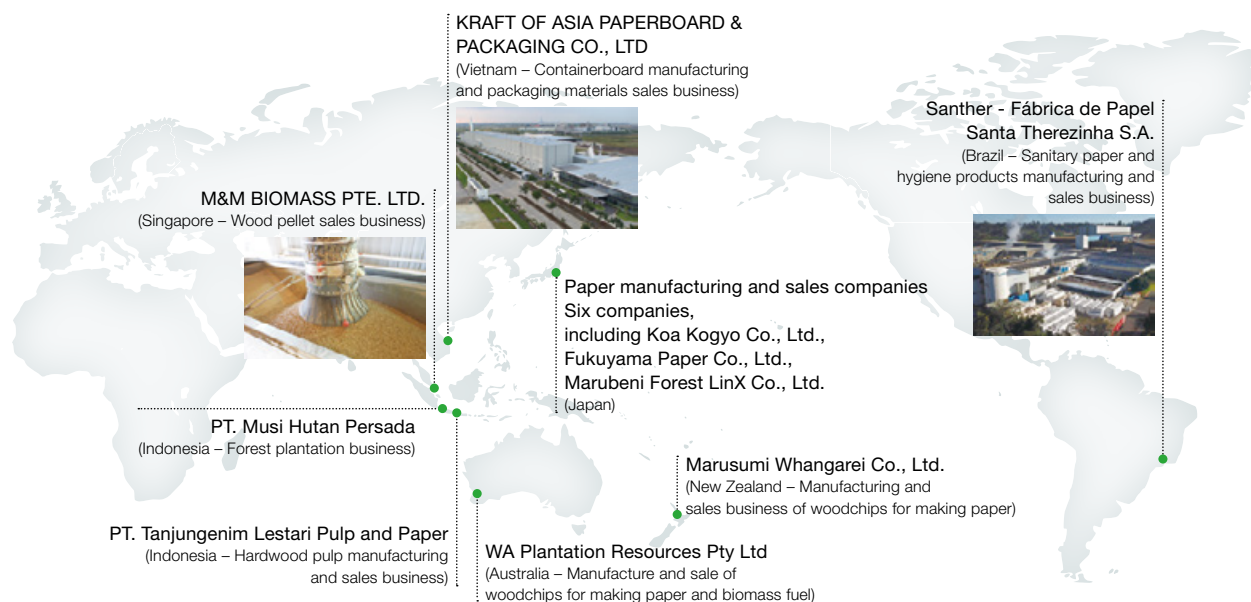 KRAFT OF ASIA PAPERBOARD &
PACKAGING CO., LTD
(Vietnam – Containerboard manufacturing
and packaging materials sales business)
Santher - Fábrica de Papel
Santa Therezinha S.A.
(Brazil – Sanitary paper and
hygiene products manufacturing and
sales business)
M&M BIOMASS PTE. LTD.
(Singapore – Wood pellet sales business)
Paper manufacturing and sales companies
Six companies,
including Koa Kogyo Co., Ltd.,
Fukuyama Paper Co., Ltd.,
Marubeni Forest LinX Co., Ltd.
(Japan)
PT. Musi Hutan Persada
(Indonesia – Forest plantation business)
Marusumi Whangarei Co., Ltd.
(New Zealand – Manufacturing and
sales business of woodchips for making paper)
PT. Tanjungenim Lestari Pulp and Paper
(Indonesia – Hardwood pulp manufacturing
and sales business)
WA Plantation Resources Pty Ltd
(Australia – Manufacture and sale of
woodchips for making paper and biomass fuel)